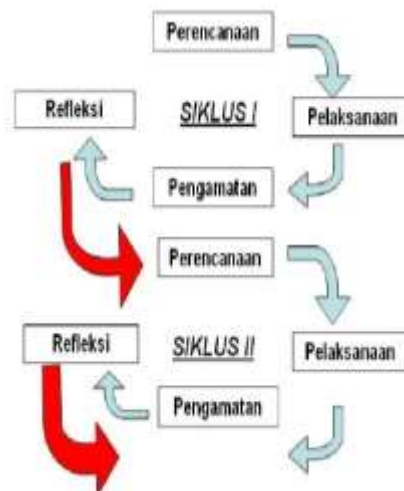 Perencanaan
Refleksi
SIKLUS I
Pelaksanaan
Pengamatan
Perencanaan
Refleksi
SIKLUS II
Pelaksanaan
Pengamatan